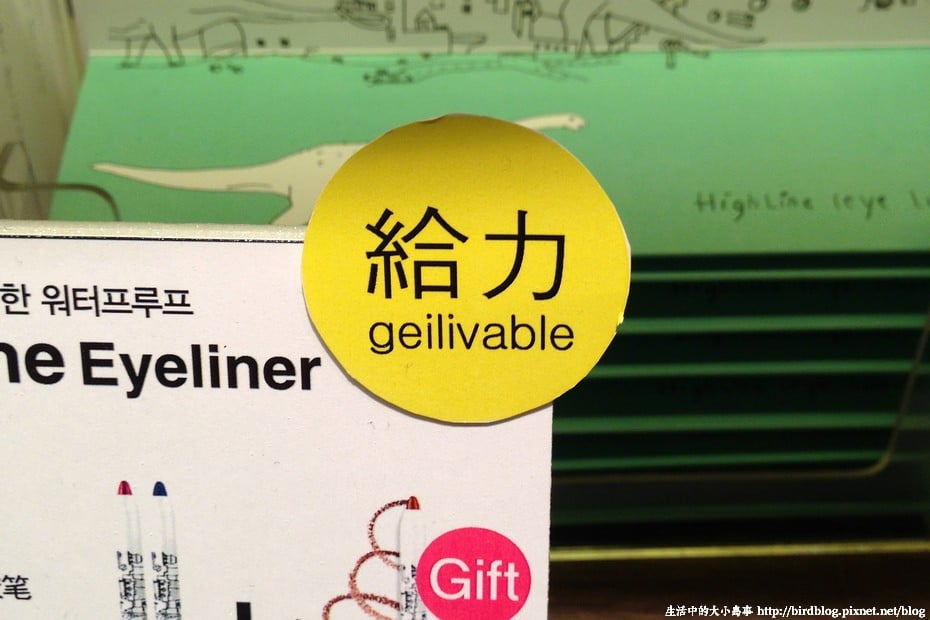 給力
geilivable
HighLine
한 워터프루프
ne Eyeliner
Gift
笔
生活中的大小鳥事 http://birdblog.pixnet.net/blog